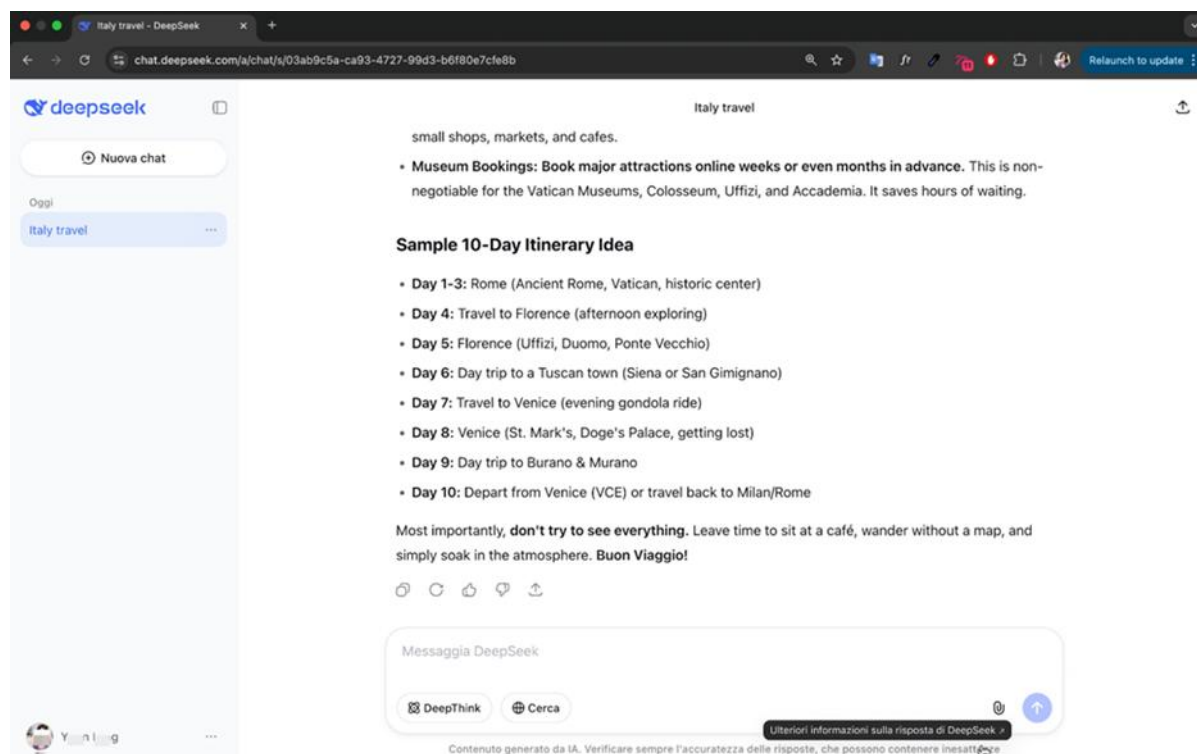 Italy travel - DeepSeek
chat.deepseek.com/a/chat/s/03ab9c5a-ca93-4727-99d3-b6f80e7cfe8b
Relaunch to update
deepseek
Italy travel
Nuova chat
Oggi
Italy travel
small shops, markets, and cafes.
• Museum Bookings: Book major attractions online weeks or even months in advance. This is non-
negotiable for the Vatican Museums, Colosseum, Uffizi, and Accademia. It saves hours of waiting.
Sample 10-Day Itinerary Idea
• Day 1-3: Rome (Ancient Rome, Vatican, historic center)
• Day 4: Travel to Florence (afternoon exploring)
• Day 5: Florence (Uffizi, Duomo, Ponte Vecchio)
• Day 6: Day trip to a Tuscan town (Siena or San Gimignano)
• Day 7: Travel to Venice (evening gondola ride)
• Day 8: Venice (St. Mark's, Doge's Palace, getting lost)
• Day 9: Day trip to Burano & Murano
• Day 10: Depart from Venice (VCE) or travel back to Milan/Rome
Most importantly, don't try to see everything. Leave time to sit at a café, wander without a map, and
simply soak in the atmosphere. Buon Viaggio!
Messaggia DeepSeek
DeepThink
Cerca
Ulteriori informazioni sulla risposta di DeepSeek
Contenuto generato da IA. Verificare sempre l'accuratezza delle risposte, che possono contenere